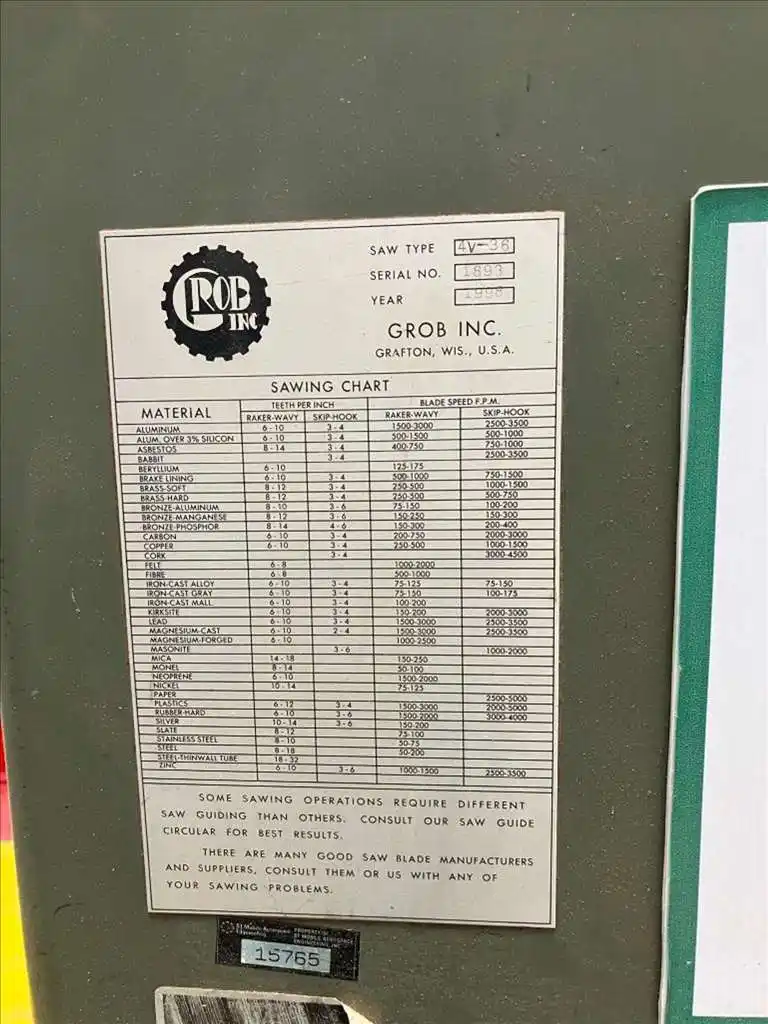 GROB
INC
SAW TYPE 4V-36
SERIAL NO. 1893
YEAR 1998
GROB INC.
GRAFTON, WIS., U.S.A.
SAWING CHART
MATERIAL TEETH PER INCH BLADE SPEED F.P.M.
RAKER-WAVY SKIP-HOOK RAKER-WAVY SKIP-HOOK
ALUMINUM 6-10 3-4 1500-3000 2500-3500
ALUM. OVER 3% SILICON 6-10 3-4 500-1500 500-1000
ASBESTOS 8-14 3-4 400-750 750-1000
BABBIT 3-4 2500-3500
BERYLLIUM 6-10 125-175
BRAKE LINING 6-10 3-4 500-1000 750-1500
BRASS-SOFT 8-12 3-4 250-500 1000-1500
BRASS-HARD 8-12 3-4 250-500 500-750
BRONZE-ALUMINUM 8-10 3-6 75-150 100-200
BRONZE-MANGANESE 8-12 3-6 150-250 150-300
BRONZE-PHOSPHOR 8-14 4-6 150-300 200-400
CARBON 6-10 3-4 200-750 2000-3000
COPPER 6-10 3-4 250-500 1000-1500
CORK 3-4 3000-4500
FELT 6-8 1000-2000
FIBRE 6-8 500-1000
IRON-CAST ALLOY 6-10 3-4 75-125 75-150
IRON-CAST GRAY 6-10 3-4 75-150 100-175
IRON-CAST MALL. 6-10 3-4 100-200
KIRKSITE 6-10 3-4 150-200 2000-3000
LEAD 6-10 3-4 1500-3000 2500-3500
MAGNESIUM-CAST 6-10 2-4 1500-3000 2500-3500
MAGNESIUM-FORGED 6-10 1000-2500
MASONITE 3-6 1000-2000
MICA 14-18 150-250
MONEL 8-14 50-100
NEOPRENE 6-10 1500-2000
NICKEL 10-14 75-125
PAPER 2500-5000
PLASTICS 6-12 3-4 1500-3000 2000-5000
RUBBER-HARD 6-10 3-6 1500-2000 3000-4000
SILVER 10-14 3-6 150-200
SLATE 8-12 75-100
STAINLESS STEEL 8-10 50-75
STEEL 8-18 50-200
STEEL-THINWALL TUBE 18-32
ZINC 6-10 3-6 1000-1500 2500-3500
SOME SAWING OPERATIONS REQUIRE DIFFERENT
SAW GUIDING THAN OTHERS. CONSULT OUR SAW GUIDE
CIRCULAR FOR BEST RESULTS.
THERE ARE MANY GOOD SAW BLADE MANUFACTURERS
AND SUPPLIERS, CONSULT THEM OR US WITH ANY OF
YOUR SAWING PROBLEMS.
PROPERTY OF
ST MOBILE AEROSPACE
ENGINEERING, INC
15765